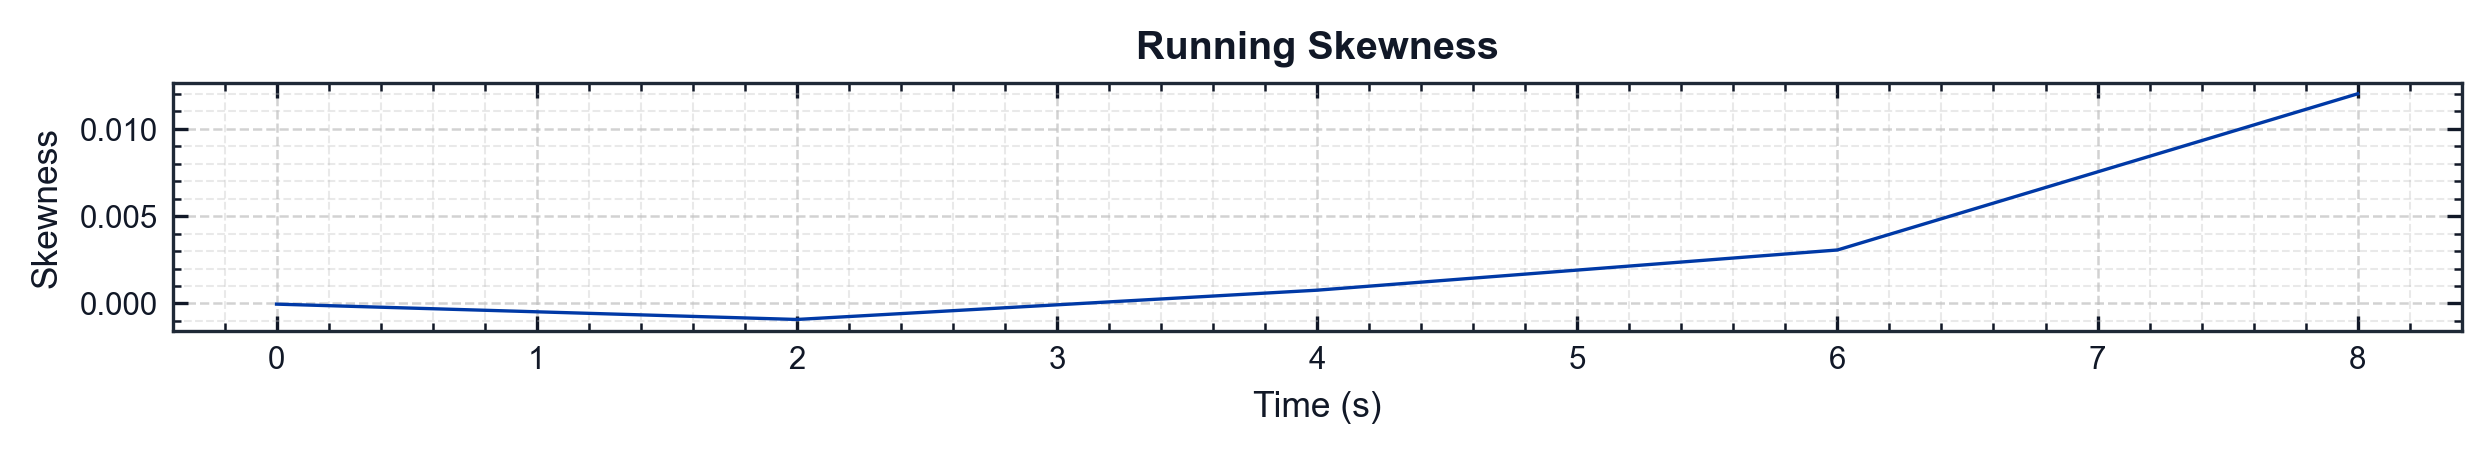 Running Skewness
Skewness
0.010
0.005
0.000
0 1 2 3 4 5 6 7 8
Time (s)